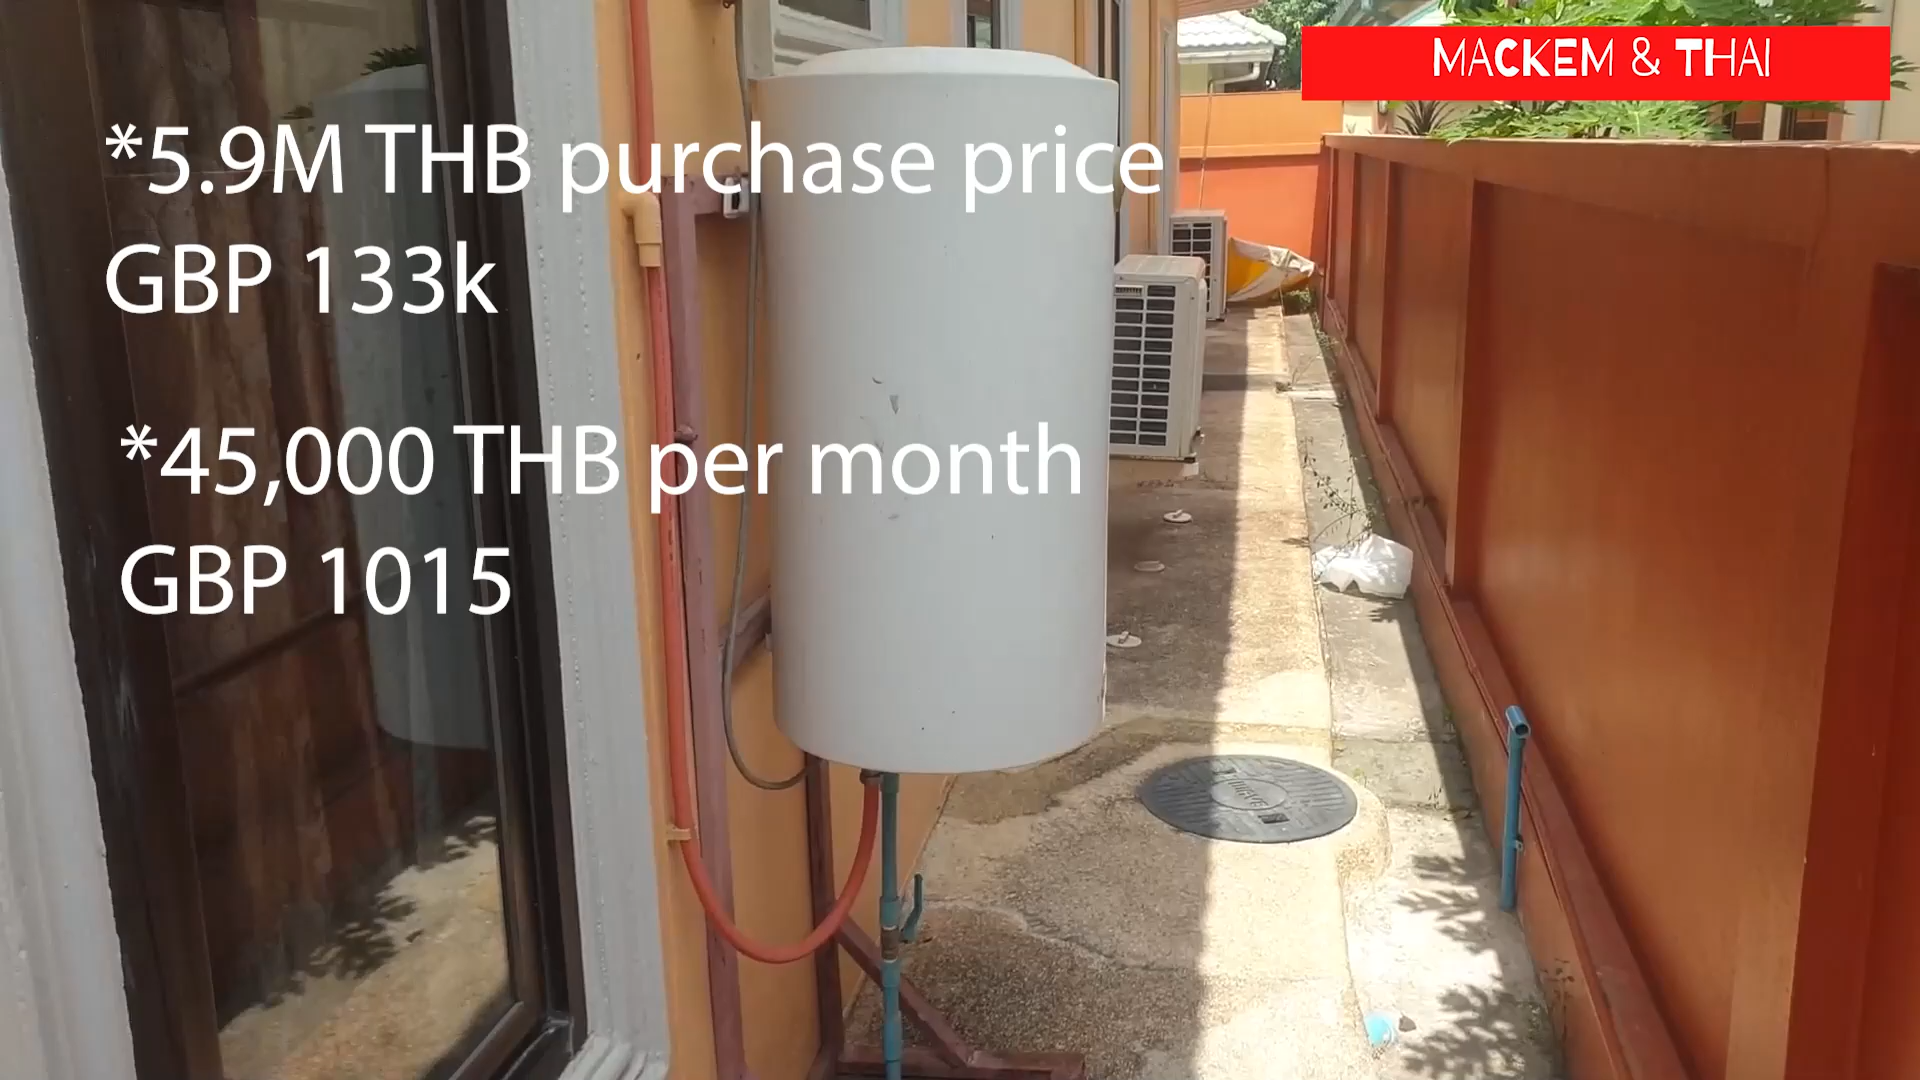 MACKEM & THAI
*5.9M THB purchase price
GBP 133k
*45,000 THB per month
GBP 1015